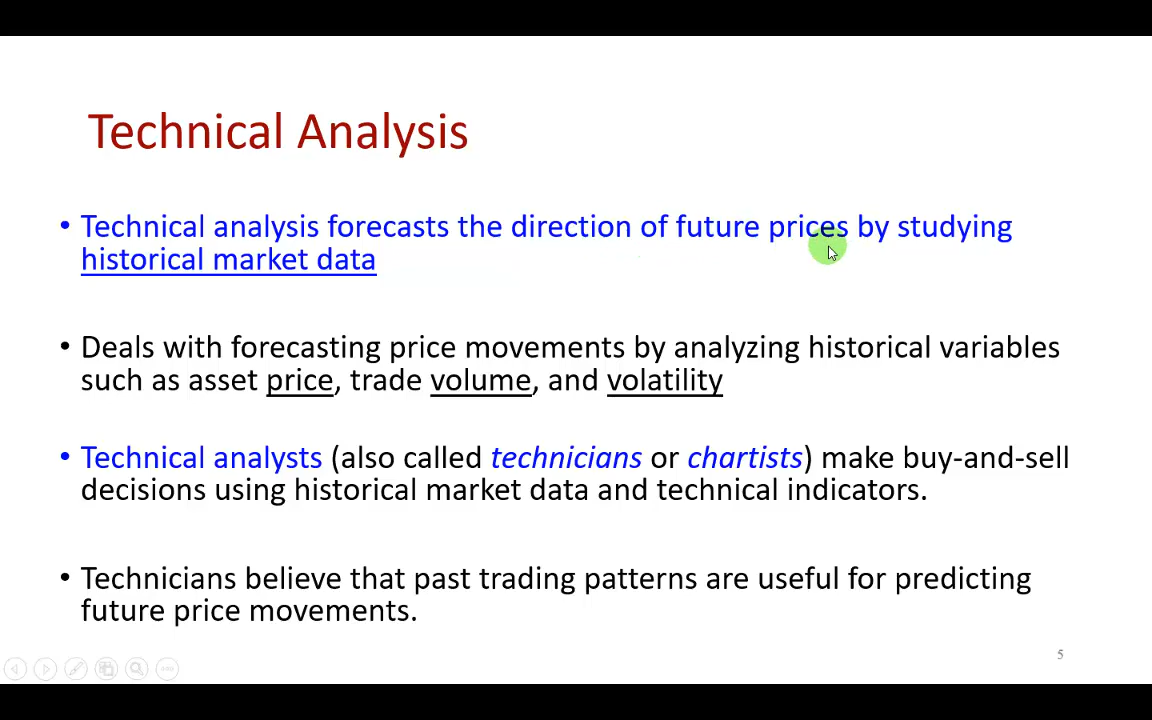 Technical Analysis
• Technical analysis forecasts the direction of future prices by studying
historical market data
• Deals with forecasting price movements by analyzing historical variables
such as asset price, trade volume, and volatility
• Technical analysts (also called technicians or chartists) make buy-and-sell
decisions using historical market data and technical indicators.
• Technicians believe that past trading patterns are useful for predicting
future price movements.
5